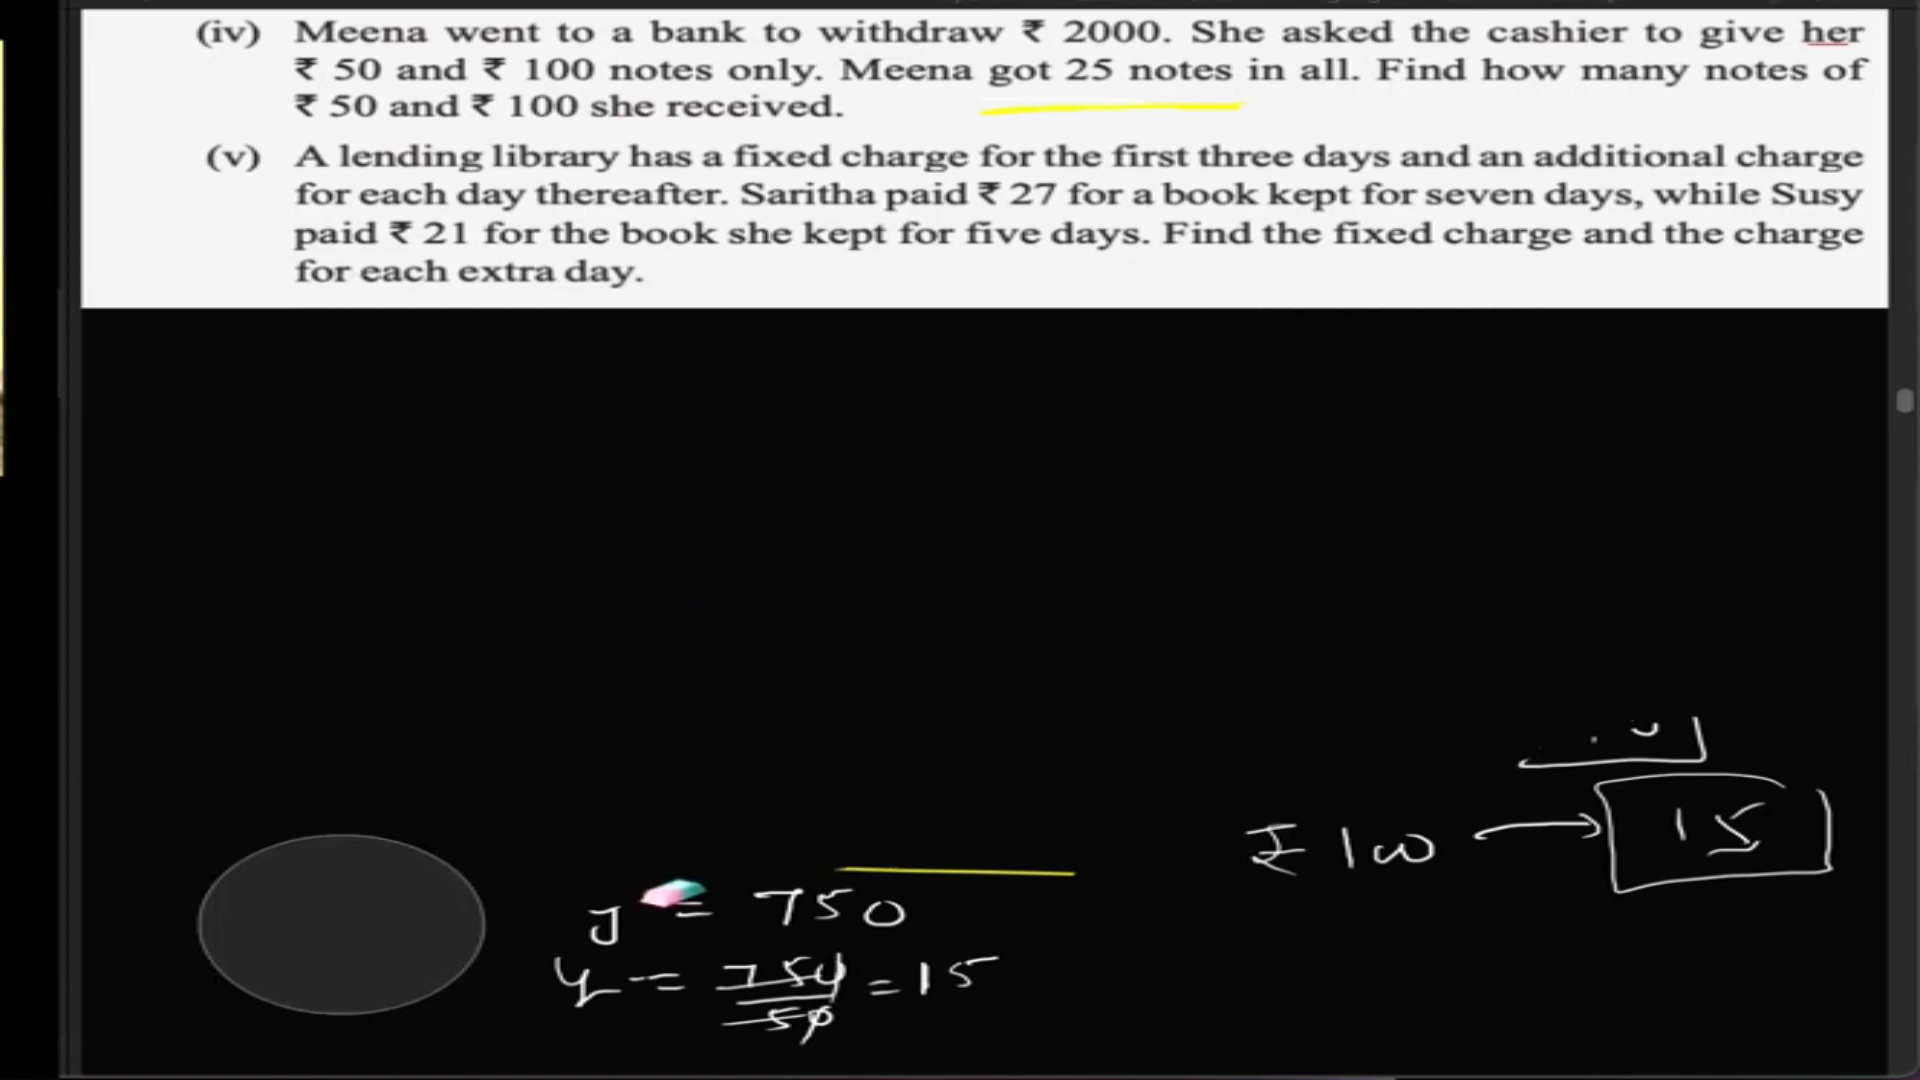 (iv) Meena went to a bank to withdraw ₹ 2000. She asked the cashier to give her
₹ 50 and ₹ 100 notes only. Meena got 25 notes in all. Find how many notes of
₹ 50 and ₹ 100 she received.
(v) A lending library has a fixed charge for the first three days and an additional charge
for each day thereafter. Saritha paid ₹ 27 for a book kept for seven days, while Susy
paid ₹ 21 for the book she kept for five days. Find the fixed charge and the charge
for each extra day.
₹ 100 → 15
y = 750
y = 750/50 = 15